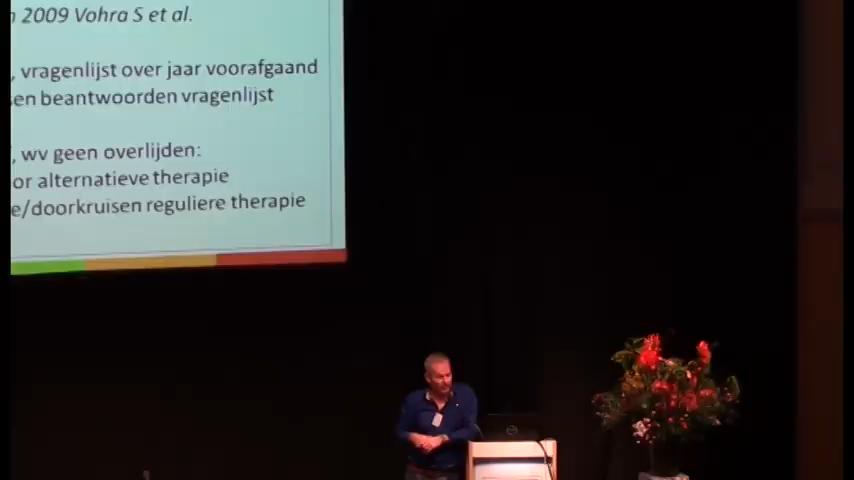 2009 Vohra S et al.
, vragenlijst over jaar voorafgaand
en beantwoorden vragenlijst
, wv geen overlijden:
or alternatieve therapie
e/doorkruisen reguliere therapie